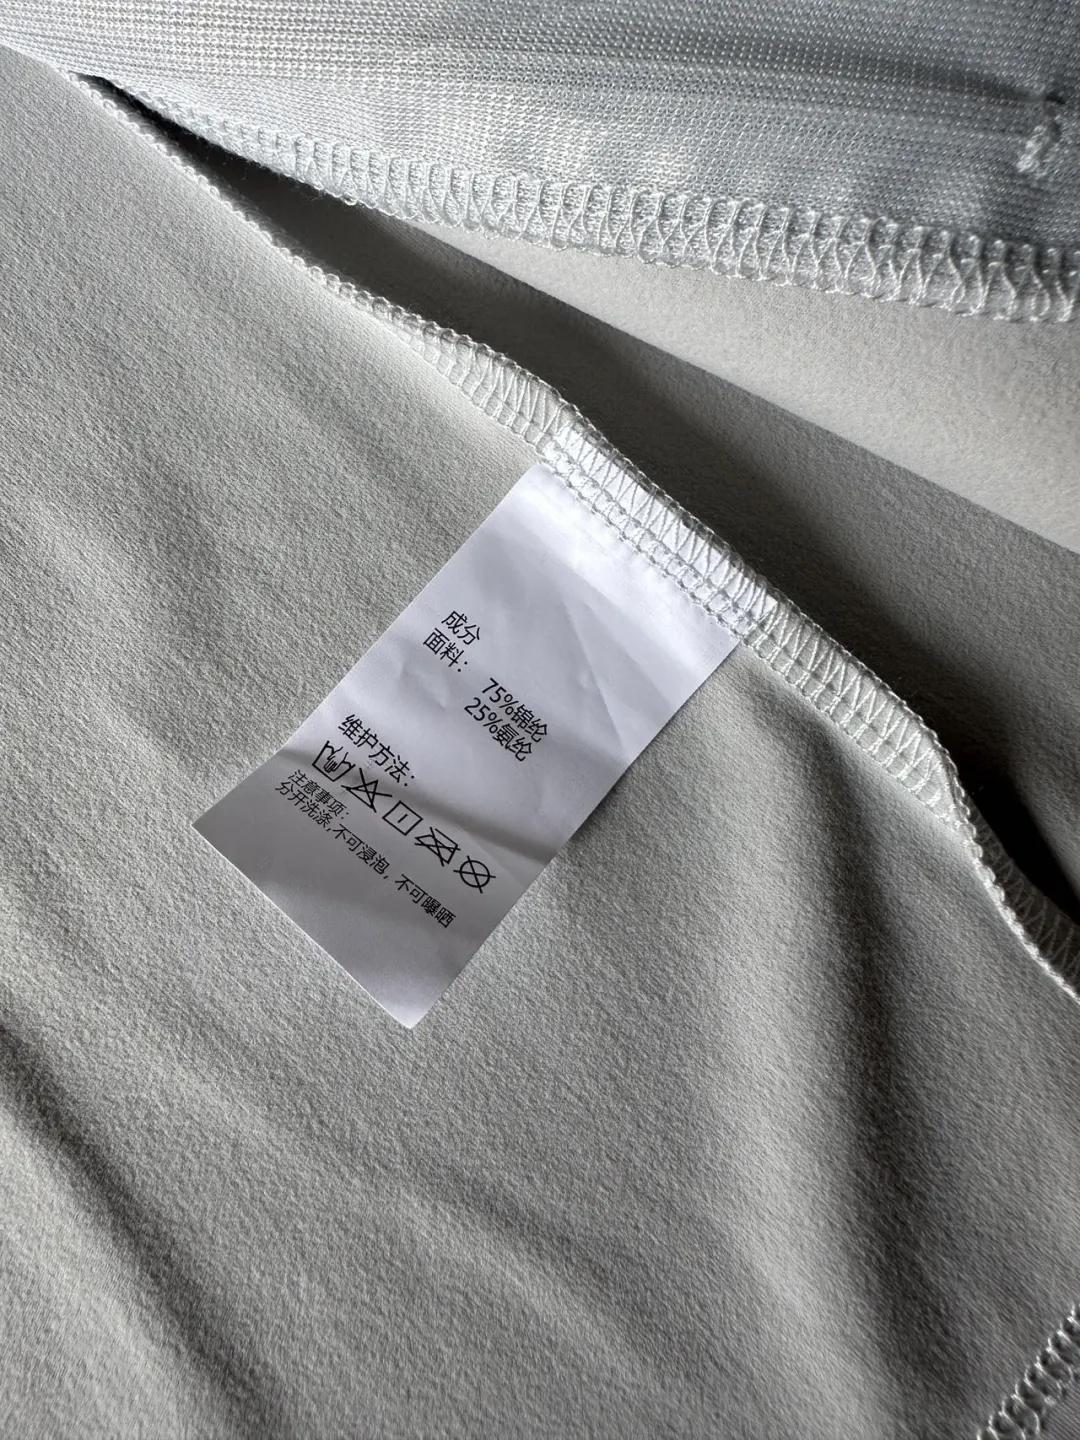 成分
面料：
75%锦纶
25%氨纶
维护方法：
注意事项：
分开洗涤,不可浸泡，不可曝晒